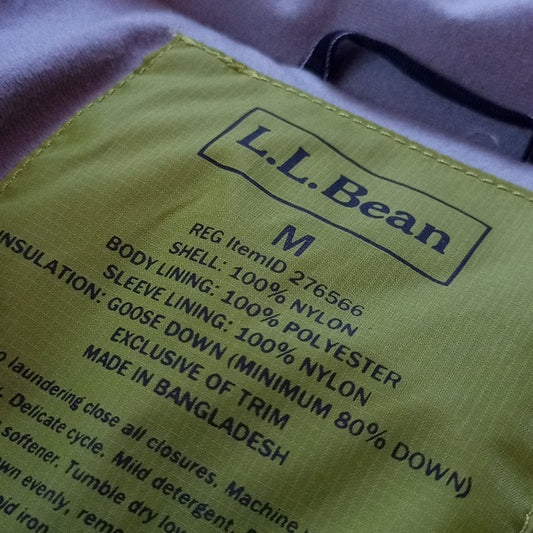 L.L.Bean
M
REG ItemID 276566
SHELL: 100% NYLON
BODY LINING: 100% POLYESTER
SLEEVE LINING: 100% NYLON
INSULATION: GOOSE DOWN (MINIMUM 80% DOWN)
EXCLUSIVE OF TRIM
MADE IN BANGLADESH
laundering close all closures. Machine
Delicate cycle. Mild detergent.
softener. Tumble dry low
evenly, remo
iron